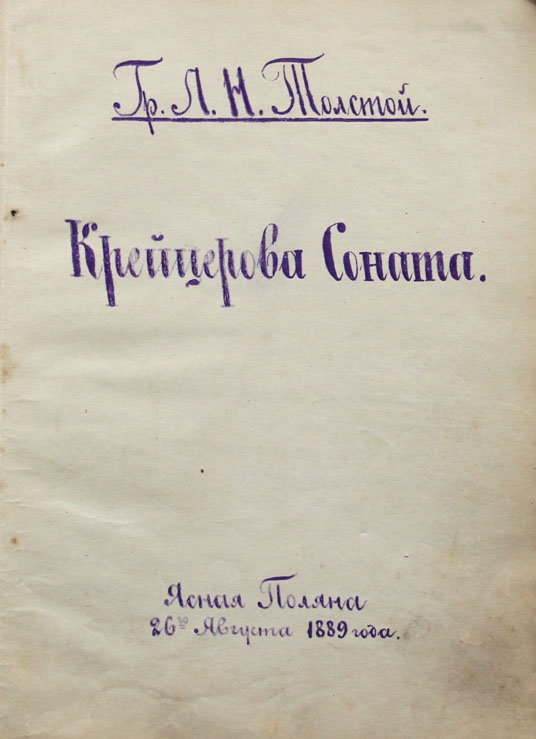 Гр. Л. Н. Толстой.
Крейцерова Соната.
Ясная Поляна
26го Августа 1889 года.